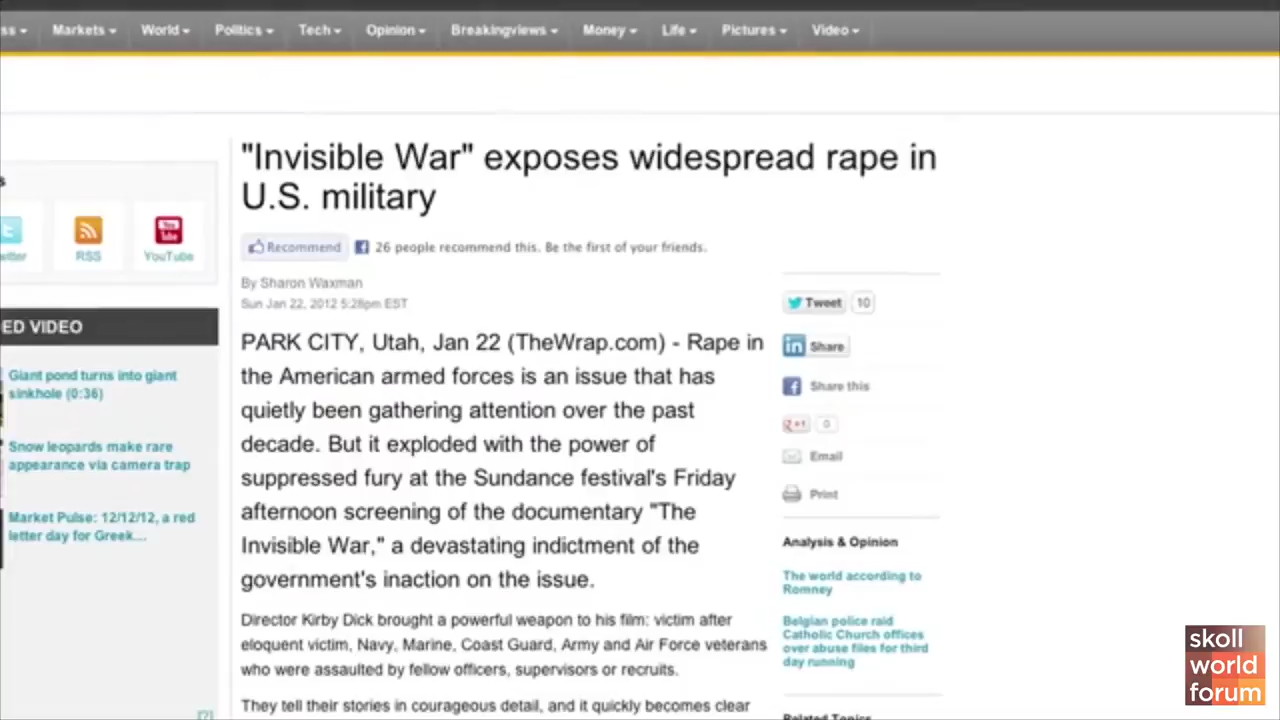 ss
Markets
World
Politics
Tech
Opinion
Breakingviews
Money
Life
Pictures
Video
"Invisible War" exposes widespread rape in
U.S. military
s
witter
RSS
YouTube
Recommend
26 people recommend this. Be the first of your friends.
By Sharon Waxman
Sun Jan 22, 2012 5:28pm EST
ED VIDEO
Giant pond turns into giant
sinkhole (0:36)
Snow leopards make rare
appearance via camera trap
Market Pulse: 12/12/12, a red
letter day for Greek...
[?]
PARK CITY, Utah, Jan 22 (TheWrap.com) - Rape in
the American armed forces is an issue that has
quietly been gathering attention over the past
decade. But it exploded with the power of
suppressed fury at the Sundance festival's Friday
afternoon screening of the documentary "The
Invisible War," a devastating indictment of the
government's inaction on the issue.
Director Kirby Dick brought a powerful weapon to his film: victim after
eloquent victim, Navy, Marine, Coast Guard, Army and Air Force veterans
who were assaulted by fellow officers, supervisors or recruits.
They tell their stories in courageous detail, and it quickly becomes clear
Tweet 10
in Share
Share this
+1 0
Email
Print
Analysis & Opinion
The world according to
Romney
Belgian police raid
Catholic Church offices
over abuse files for third
day running
Related Topics
skoll
world
forum